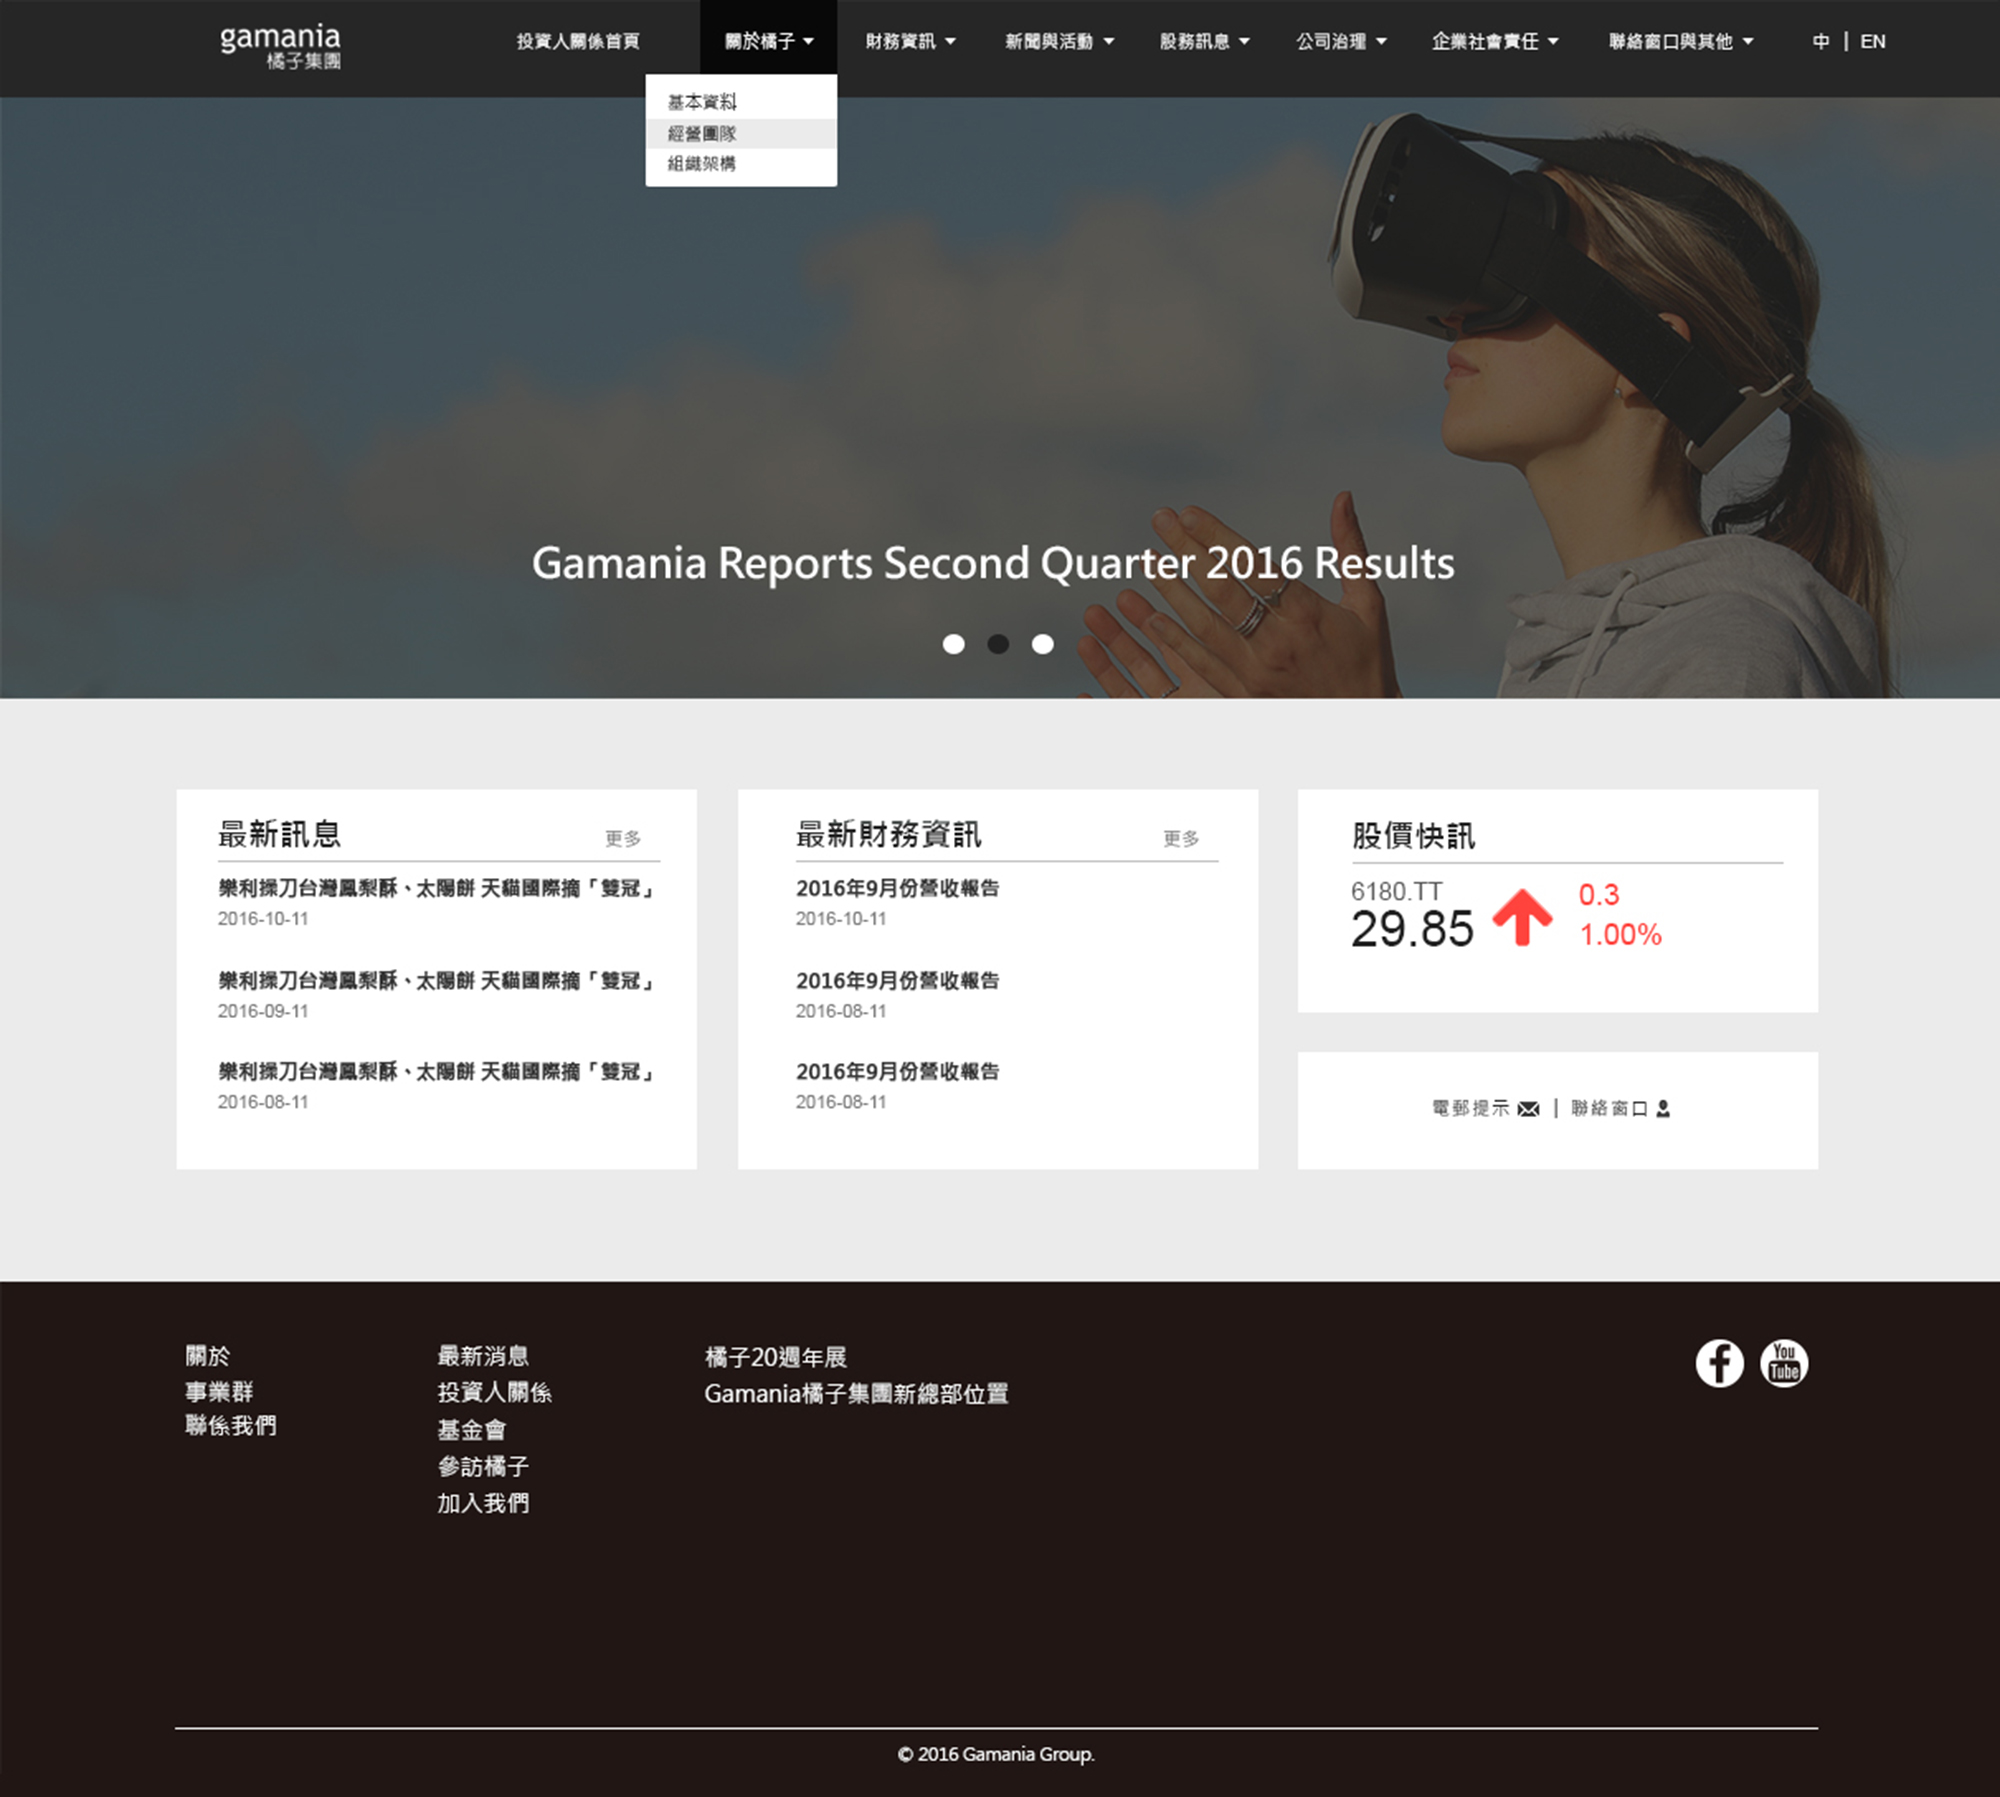 gamania
橘子集團
投資人關係首頁 關於橘子 財務資訊 新聞與活動 股務訊息 公司治理 企業社會責任 聯絡窗口與其他 中 | EN
基本資料
經營團隊
組織架構
Gamania Reports Second Quarter 2016 Results
最新訊息 更多
樂利操刀台灣鳳梨酥、太陽餅 天貓國際摘「雙冠」
2016-10-11
樂利操刀台灣鳳梨酥、太陽餅 天貓國際摘「雙冠」
2016-09-11
樂利操刀台灣鳳梨酥、太陽餅 天貓國際摘「雙冠」
2016-08-11
最新財務資訊 更多
2016年9月份營收報告
2016-10-11
2016年9月份營收報告
2016-08-11
2016年9月份營收報告
2016-08-11
股價快訊
6180.TT
29.85
0.3
1.00%
電郵提示 | 聯絡窗口
關於
事業群
聯係我們
最新消息
投資人關係
基金會
參訪橘子
加入我們
橘子20週年展
Gamania橘子集團新總部位置
You
Tube
© 2016 Gamania Group.